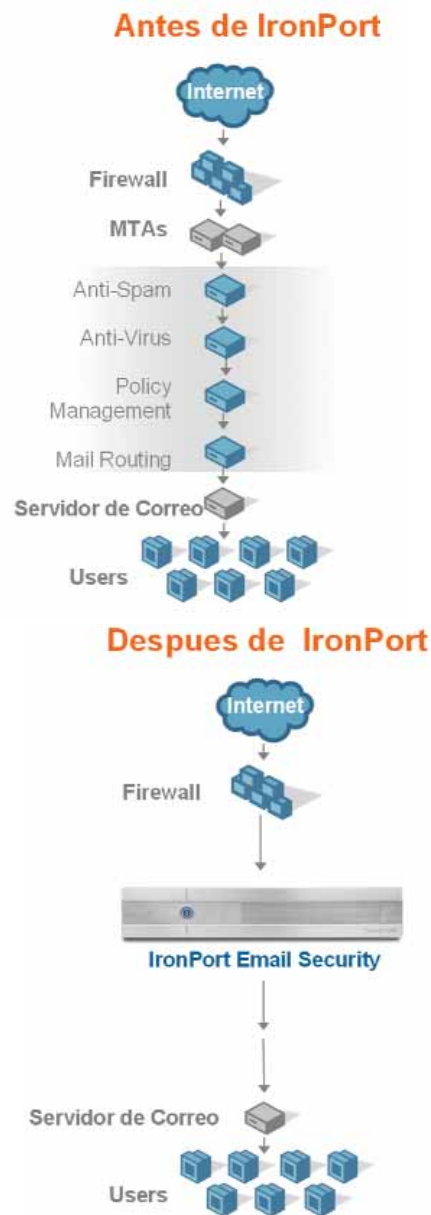 Antes de IronPort
Internet
Firewall
MTAs
Anti-Spam
Anti-Virus
Policy
Management
Mail Routing
Servidor de Correo
Users
Despues de IronPort
Internet
Firewall
IronPort Email Security
Servidor de Correo
Users